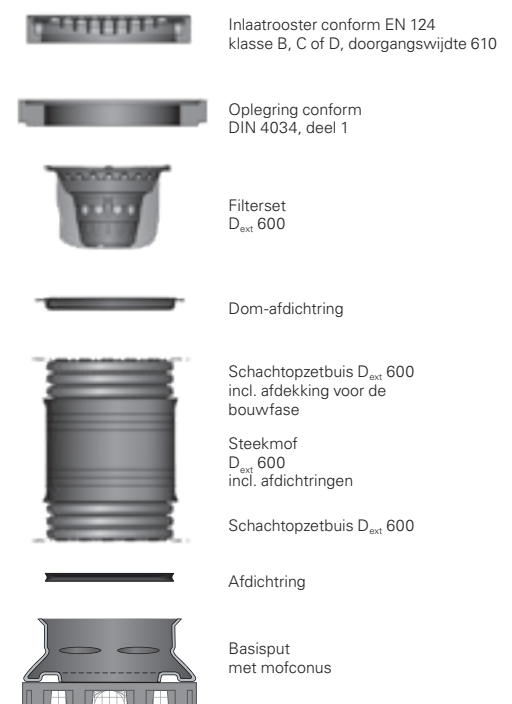 Inlaatrooster conform EN 124
klasse B, C of D, doorgangswijdte 610
Oplegring conform
DIN 4034, deel 1
Filterset
Dext 600
Dom-afdichtring
Schachtopzetbuis Dext 600
incl. afdekking voor de
bouwfase
Steekmof
Dext 600
incl. afdichtringen
Schachtopzetbuis Dext 600
Afdichtring
Basisput
met mofconus